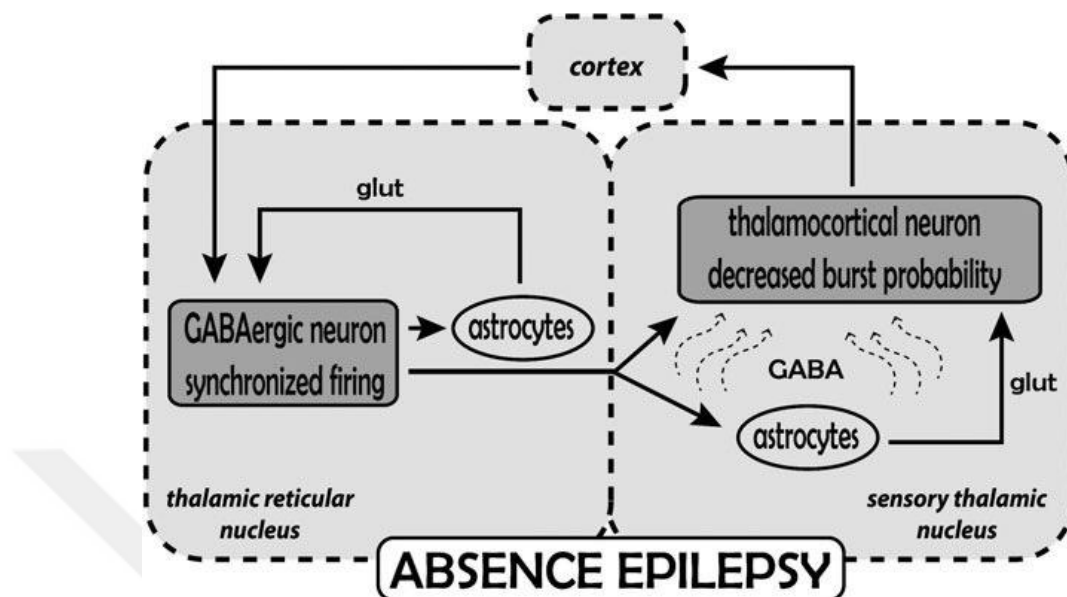 cortex
glut
GABAergic neuron
synchronized firing
astrocytes
thalamic reticular
nucleus
thalamocortical neuron
decreased burst probability
GABA
astrocytes
glut
sensory thalamic
nucleus
ABSENCE EPILEPSY